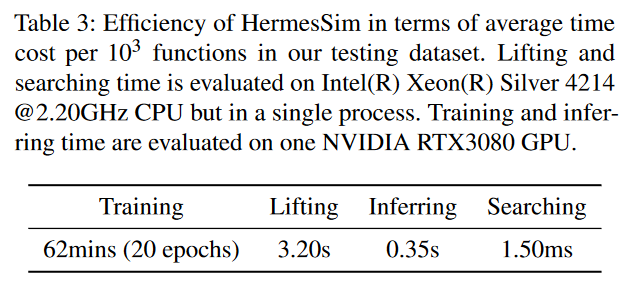 Table 3: Efficiency of HermesSim in terms of average time
cost per 10³ functions in our testing dataset. Lifting and
searching time is evaluated on Intel(R) Xeon(R) Silver 4214
@2.20GHz CPU but in a single process. Training and infer-
ring time are evaluated on one NVIDIA RTX3080 GPU.
Training Lifting Inferring Searching
62mins (20 epochs) 3.20s 0.35s 1.50ms